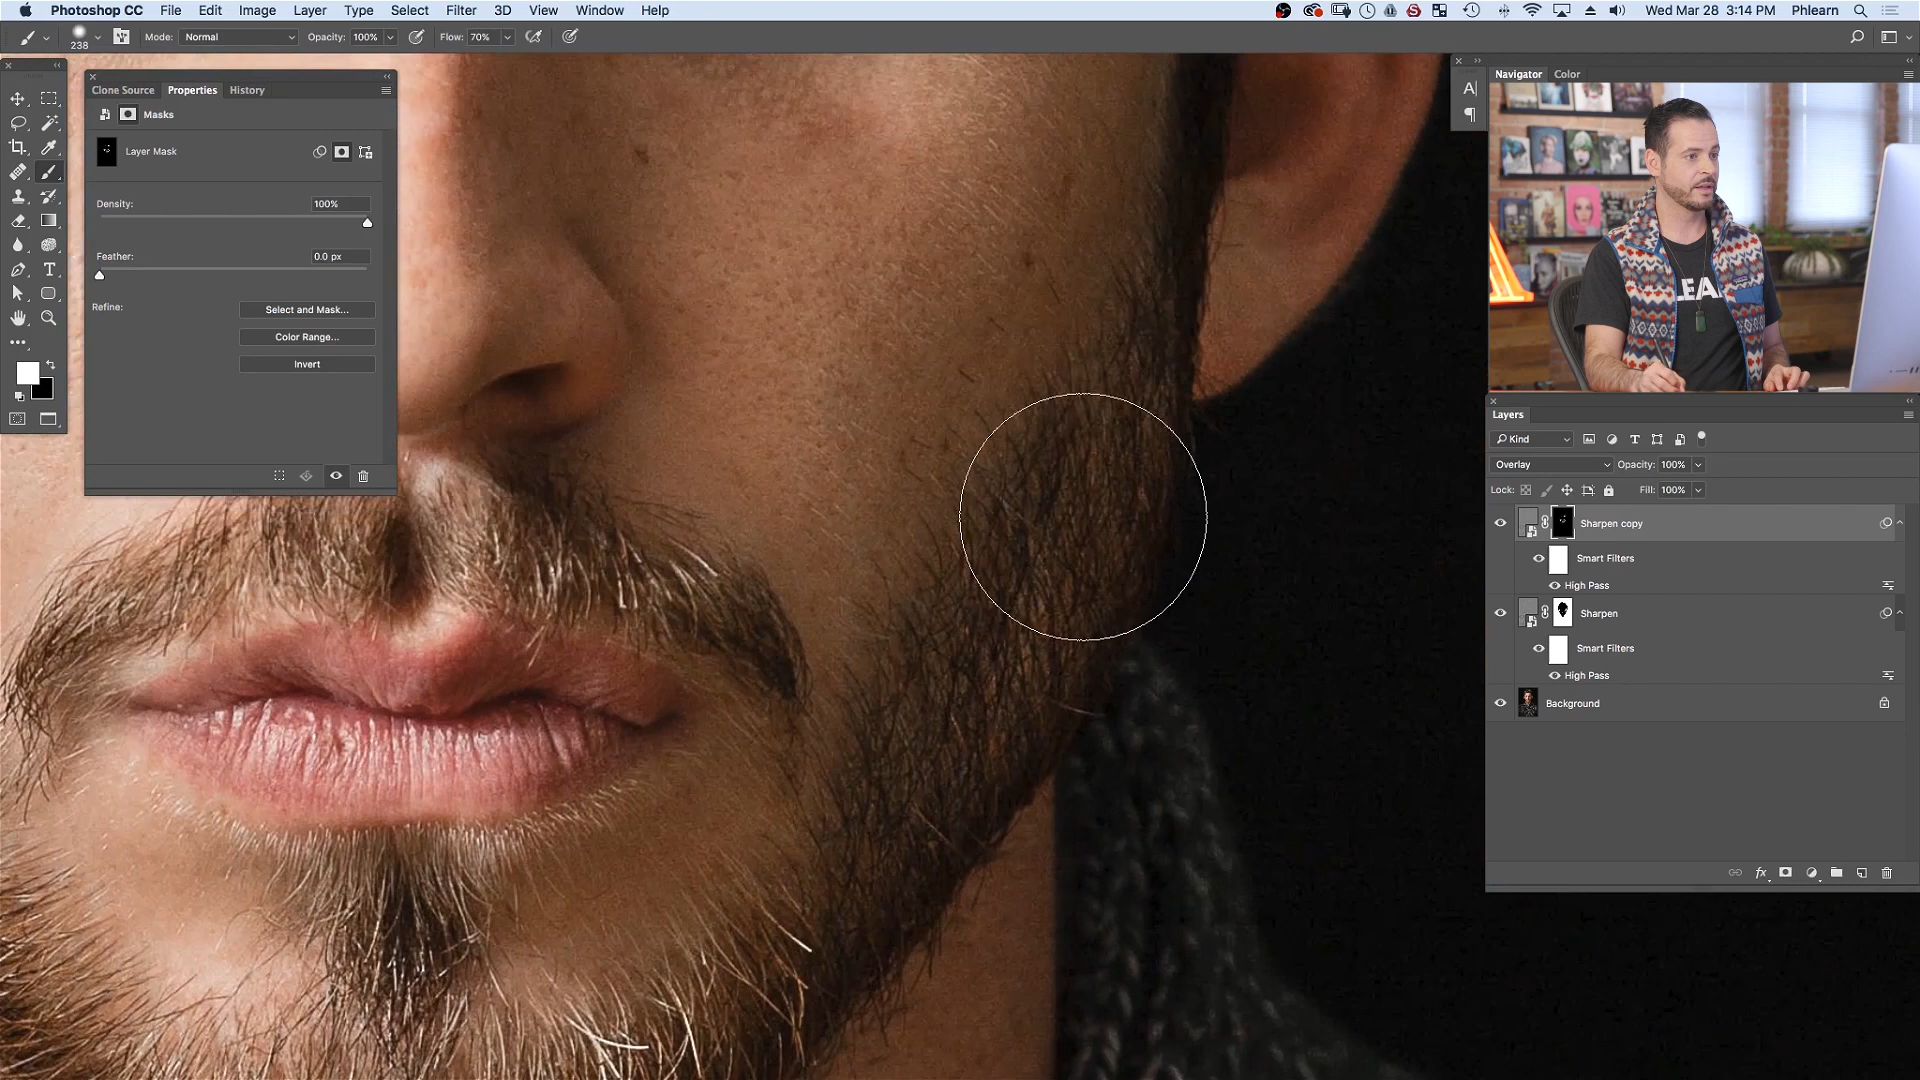 Photoshop CC File Edit Image Layer Type Select Filter 3D View Window Help Wed Mar 28 3:14 PM Phlearn
238 Mode: Normal Opacity: 100% Flow: 70%
Clone Source Properties History
Masks
Layer Mask
Density: 100%
Feather: 0.0 px
Refine: Select and Mask...
Color Range...
Invert
Navigator Color
LEA
Layers
Kind
Overlay Opacity: 100%
Lock: Fill: 100%
Sharpen copy
Smart Filters
High Pass
Sharpen
Smart Filters
High Pass
Background